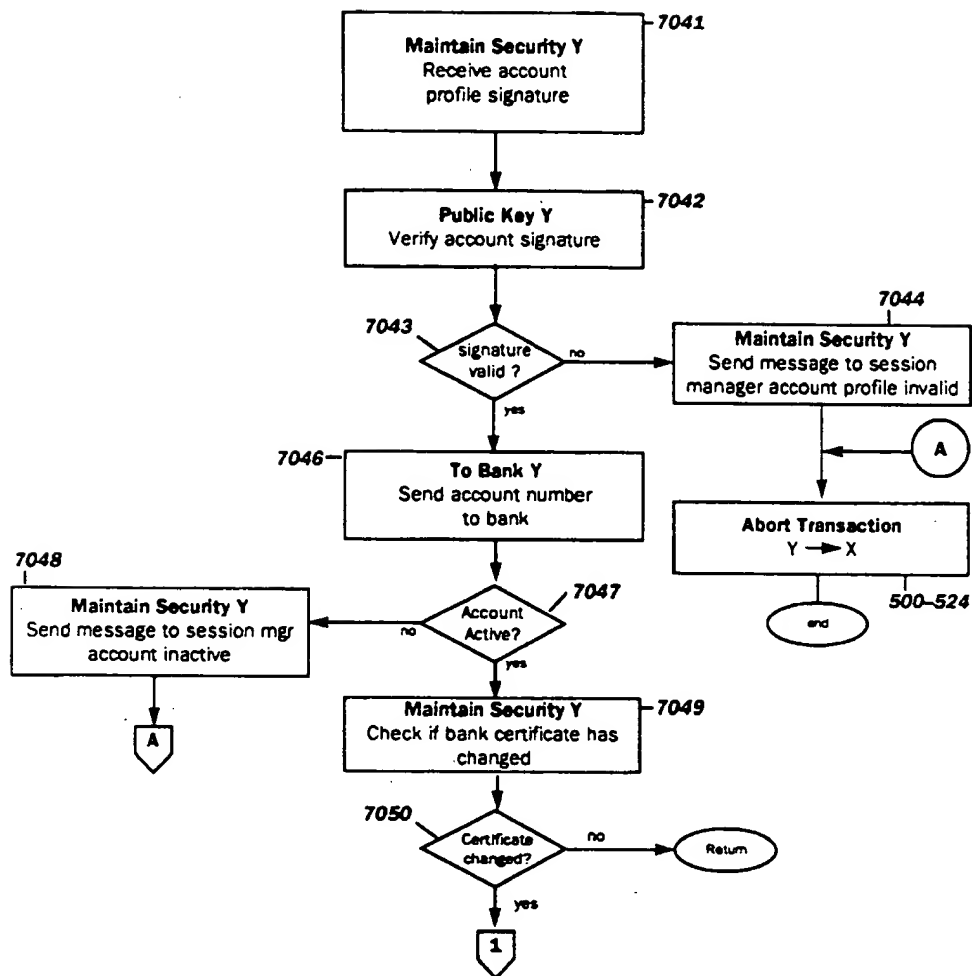 7041
Maintain Security Y
Receive account
profile signature
7042
Public Key Y
Verify account signature
7043
signature
valid ?
no
yes
7044
Maintain Security Y
Send message to session
manager account profile invalid
A
Abort Transaction
Y → X
500–524
end
7046
To Bank Y
Send account number
to bank
7047
Account
Active?
no
yes
7048
Maintain Security Y
Send message to session mgr
account inactive
A
7049
Maintain Security Y
Check if bank certificate has
changed
7050
Certificate
changed?
no
Return
yes
1